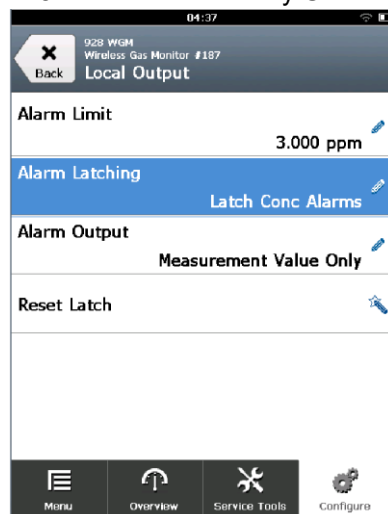 04:37
928 WGM
Wireless Gas Monitor #187
Back
Local Output
Alarm Limit
3.000 ppm
Alarm Latching
Latch Conc Alarms
Alarm Output
Measurement Value Only
Reset Latch
Menu
Overview
Service Tools
Configure